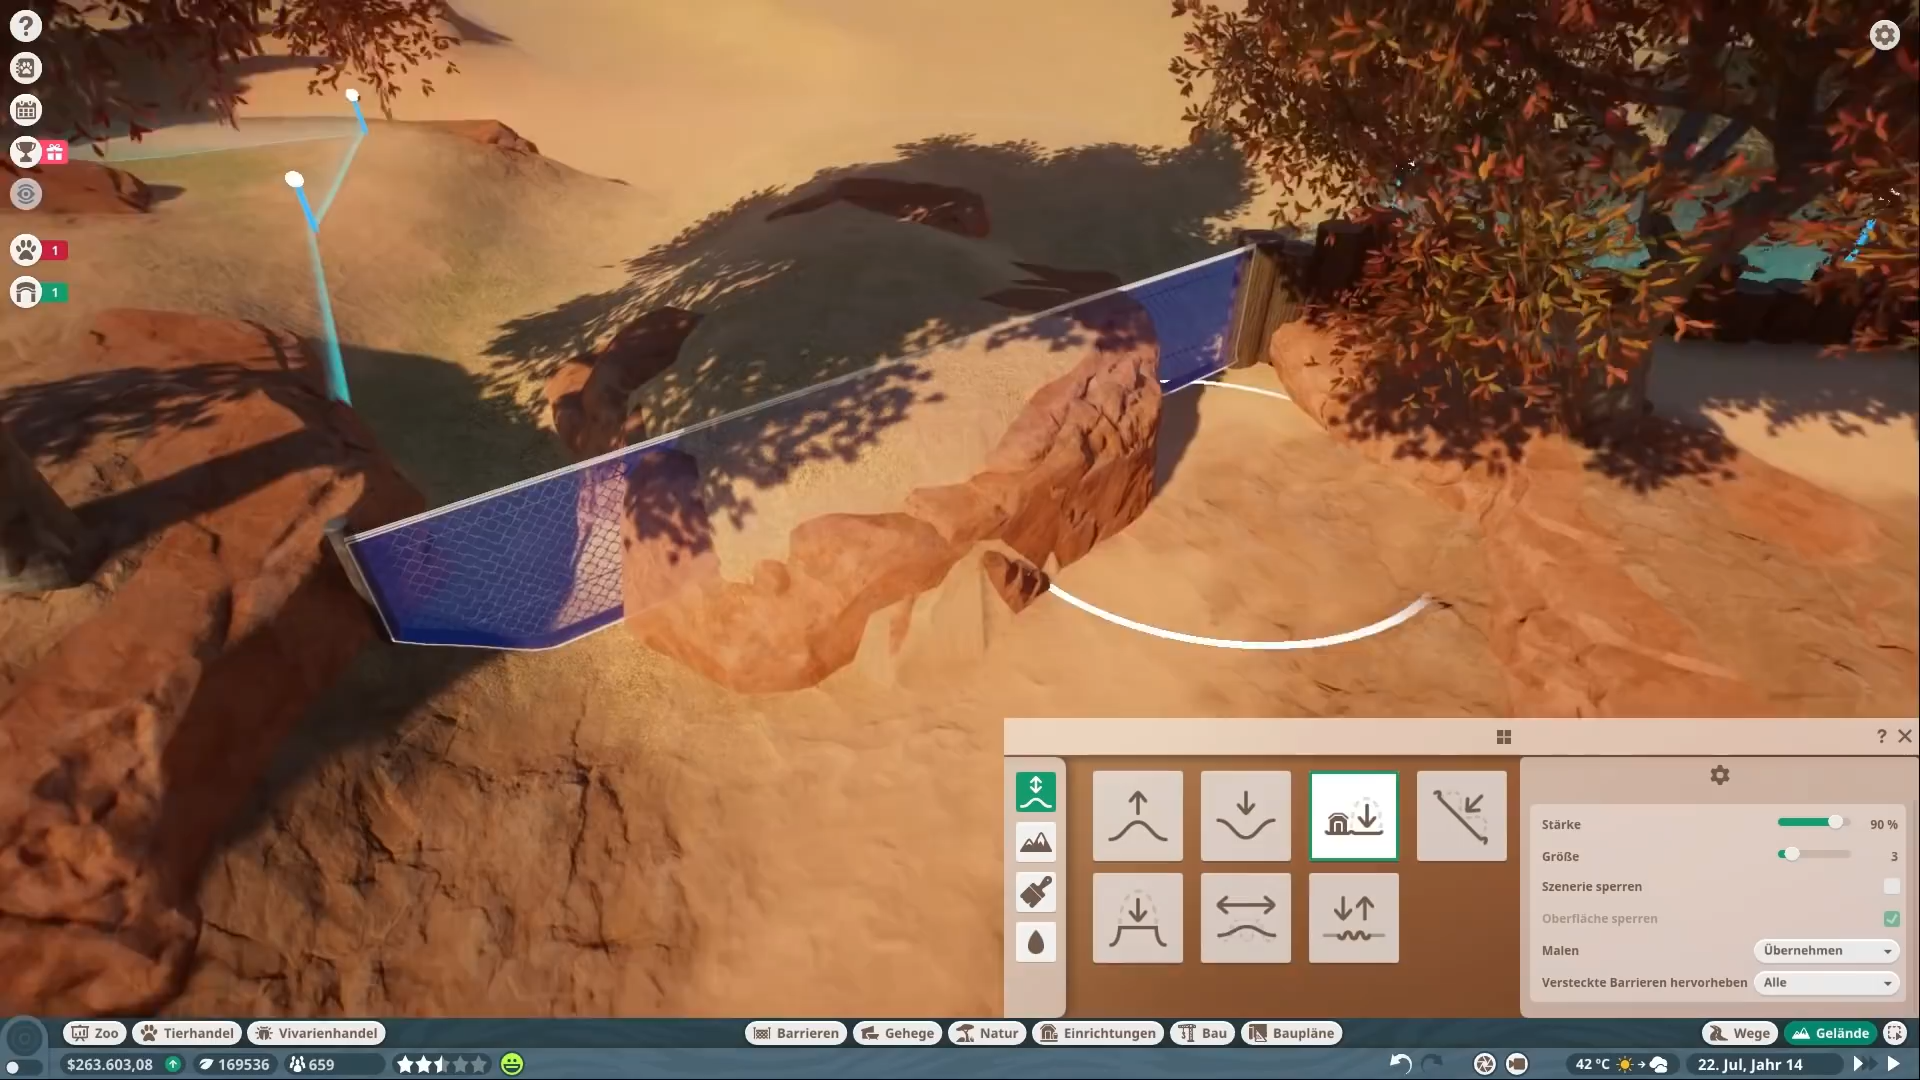 1
1
Stärke 90 %
Größe 3
Szenerie sperren
Oberfläche sperren
Malen Übernehmen
Versteckte Barrieren hervorheben Alle
Zoo Tierhandel Vivarienhandel Barrieren Gehege Natur Einrichtungen Bau Baupläne Wege Gelände
$263.603,08 169536 659 42 °C 22. Jul, Jahr 14